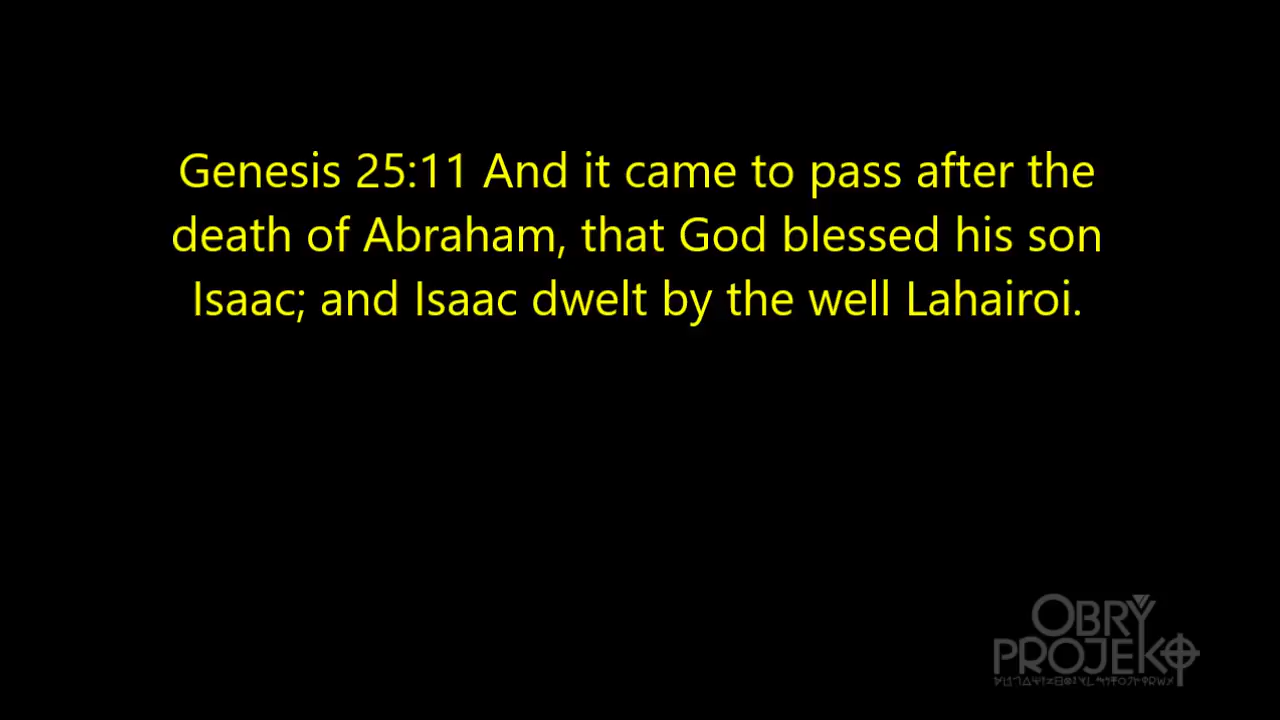 Genesis 25:11 And it came to pass after the
death of Abraham, that God blessed his son
Isaac; and Isaac dwelt by the well Lahairoi.
OBRY
PROJEKT